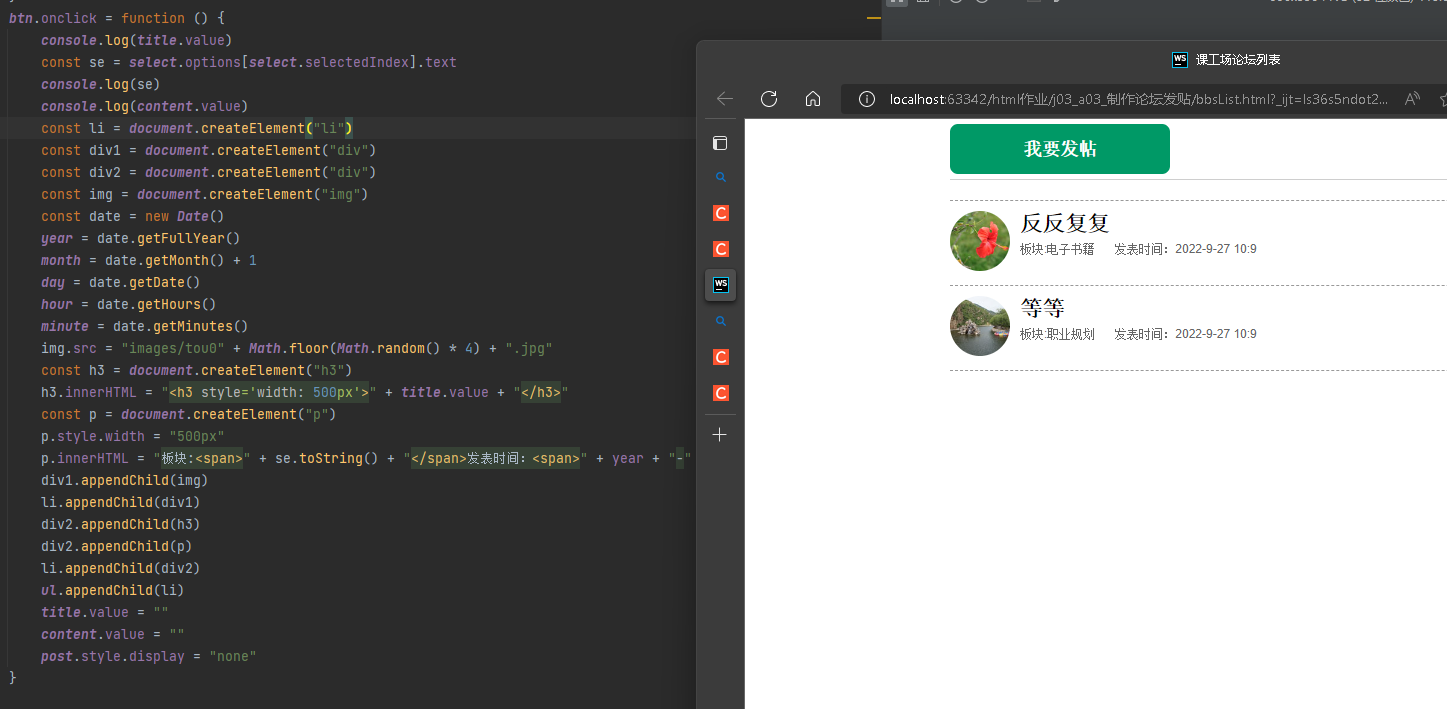 btn.onclick = function () {
console.log(title.value)
const se = select.options[select.selectedIndex].text
console.log(se)
console.log(content.value)
const li = document.createElement("li")
const div1 = document.createElement("div")
const div2 = document.createElement("div")
const img = document.createElement("img")
const date = new Date()
year = date.getFullYear()
month = date.getMonth() + 1
day = date.getDate()
hour = date.getHours()
minute = date.getMinutes()
img.src = "images/tou0" + Math.floor(Math.random() * 4) + ".jpg"
const h3 = document.createElement("h3")
h3.innerHTML = "<h3 style='width: 500px'>" + title.value + "</h3>"
const p = document.createElement("p")
p.style.width = "500px"
p.innerHTML = "板块:<span>" + se.toString() + "</span>发表时间：<span>" + year + "-"
div1.appendChild(img)
li.appendChild(div1)
div2.appendChild(h3)
div2.appendChild(p)
li.appendChild(div2)
ul.appendChild(li)
title.value = ""
content.value = ""
post.style.display = "none"
}
WS 课工场论坛列表
localhost:63342/html作业/j03_a03_制作论坛发贴/bbsList.html?_ijt=ls36s5ndot2...
C
C
WS
C
C
我要发帖
反反复复
板块:电子书籍 发表时间：2022-9-27 10:9
等等
板块:职业规划 发表时间：2022-9-27 10:9